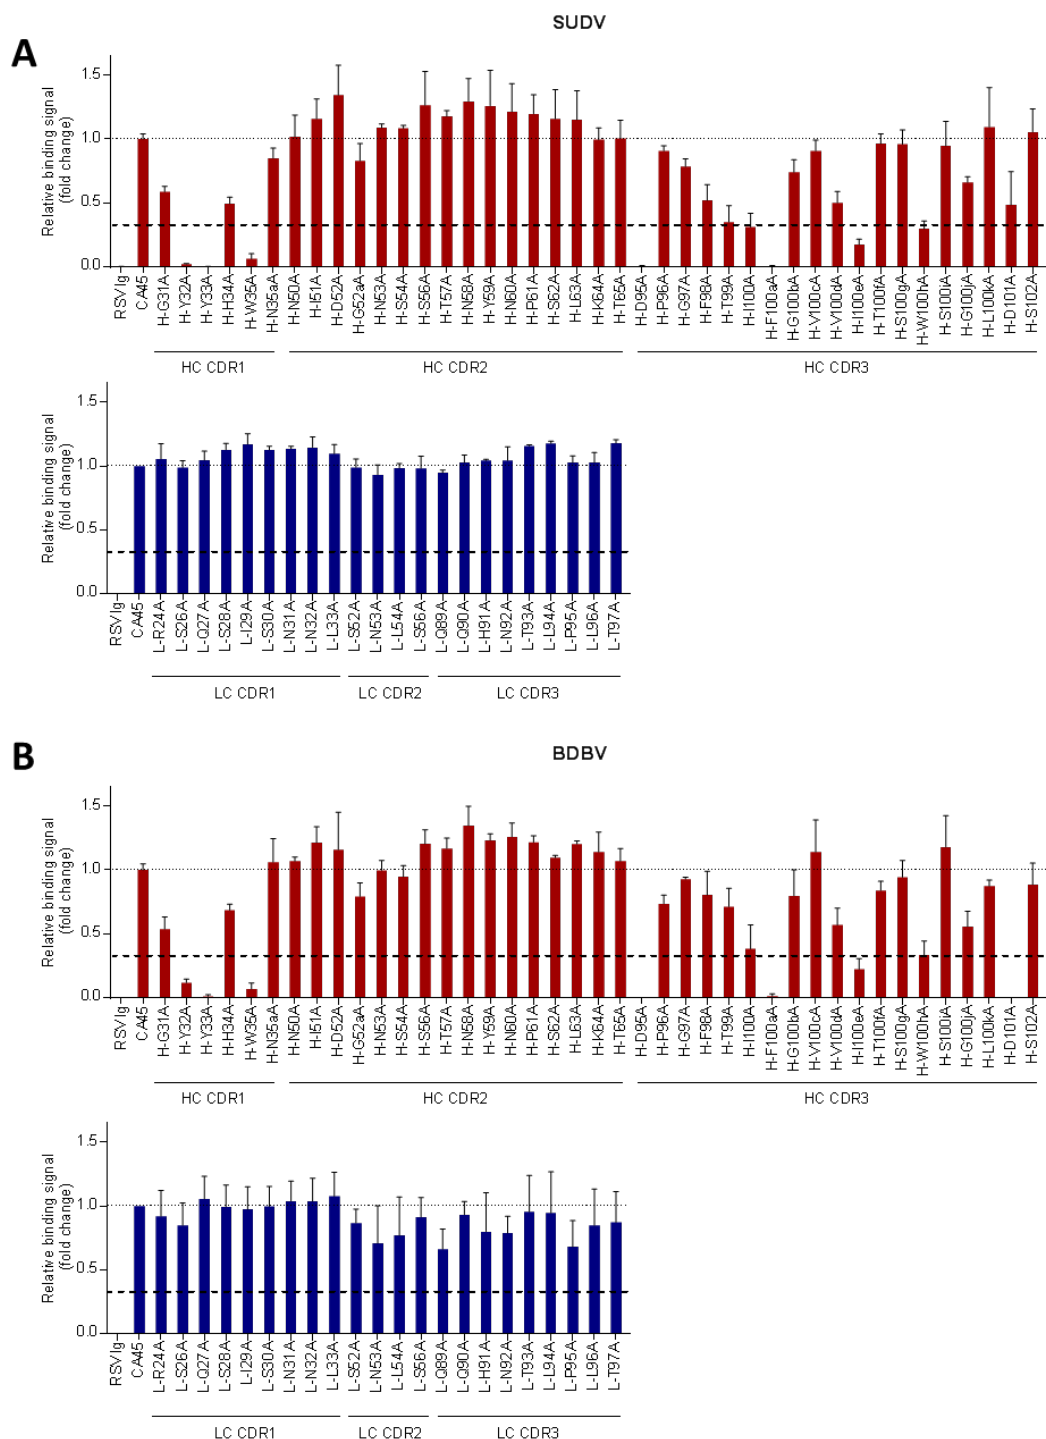 SUDV
A
Relative binding signal
(fold change)
1.5
1.0
0.5
0.0
RSV Ig
CA45
H-G31A
H-Y32A
H-Y33A
H-H34A
H-W35A
H-N35aA
H-N50A
H-I51A
H-D52A
H-G52aA
H-N53A
H-S54A
H-S56A
H-T57A
H-N58A
H-Y59A
H-N60A
H-P61A
H-S62A
H-L63A
H-K64A
H-T65A
H-D95A
H-P96A
H-G97A
H-F98A
H-T99A
H-I100A
H-F100aA
H-G100bA
H-V100cA
H-V100dA
H-I100eA
H-T100fA
H-S100gA
H-W100hA
H-S100iA
H-G100jA
H-L100kA
H-D101A
H-S102A
HC CDR1
HC CDR2
HC CDR3
Relative binding signal
(fold change)
1.5
1.0
0.5
0.0
RSV Ig
CA45
L-R24A
L-S26A
L-Q27A
L-S28A
L-I29A
L-S30A
L-N31A
L-N32A
L-L33A
L-S52A
L-N53A
L-L54A
L-S56A
L-Q89A
L-Q90A
L-H91A
L-N92A
L-T93A
L-L94A
L-P95A
L-L96A
L-T97A
LC CDR1
LC CDR2
LC CDR3
B
BDBV
Relative binding signal
(fold change)
1.5
1.0
0.5
0.0
RSV Ig
CA45
H-G31A
H-Y32A
H-Y33A
H-H34A
H-W35A
H-N35aA
H-N50A
H-I51A
H-D52A
H-G52aA
H-N53A
H-S54A
H-S56A
H-T57A
H-N58A
H-Y59A
H-N60A
H-P61A
H-S62A
H-L63A
H-K64A
H-T65A
H-D95A
H-P96A
H-G97A
H-F98A
H-T99A
H-I100A
H-F100aA
H-G100bA
H-V100cA
H-V100dA
H-I100eA
H-T100fA
H-S100gA
H-W100hA
H-S100iA
H-G100jA
H-L100kA
H-D101A
H-S102A
HC CDR1
HC CDR2
HC CDR3
Relative binding signal
(fold change)
1.5
1.0
0.5
0.0
RSV Ig
CA45
L-R24A
L-S26A
L-Q27A
L-S28A
L-I29A
L-S30A
L-N31A
L-N32A
L-L33A
L-S52A
L-N53A
L-L54A
L-S56A
L-Q89A
L-Q90A
L-H91A
L-N92A
L-T93A
L-L94A
L-P95A
L-L96A
L-T97A
LC CDR1
LC CDR2
LC CDR3